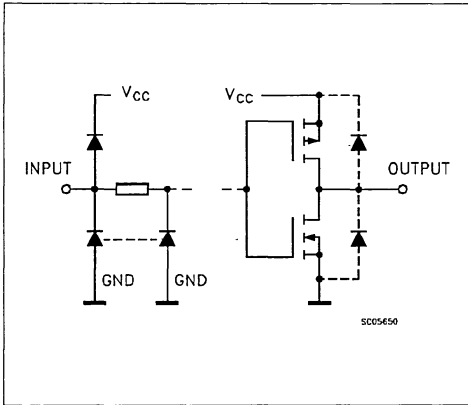 VCC
VCC
INPUT
OUTPUT
GND
GND
SC05650